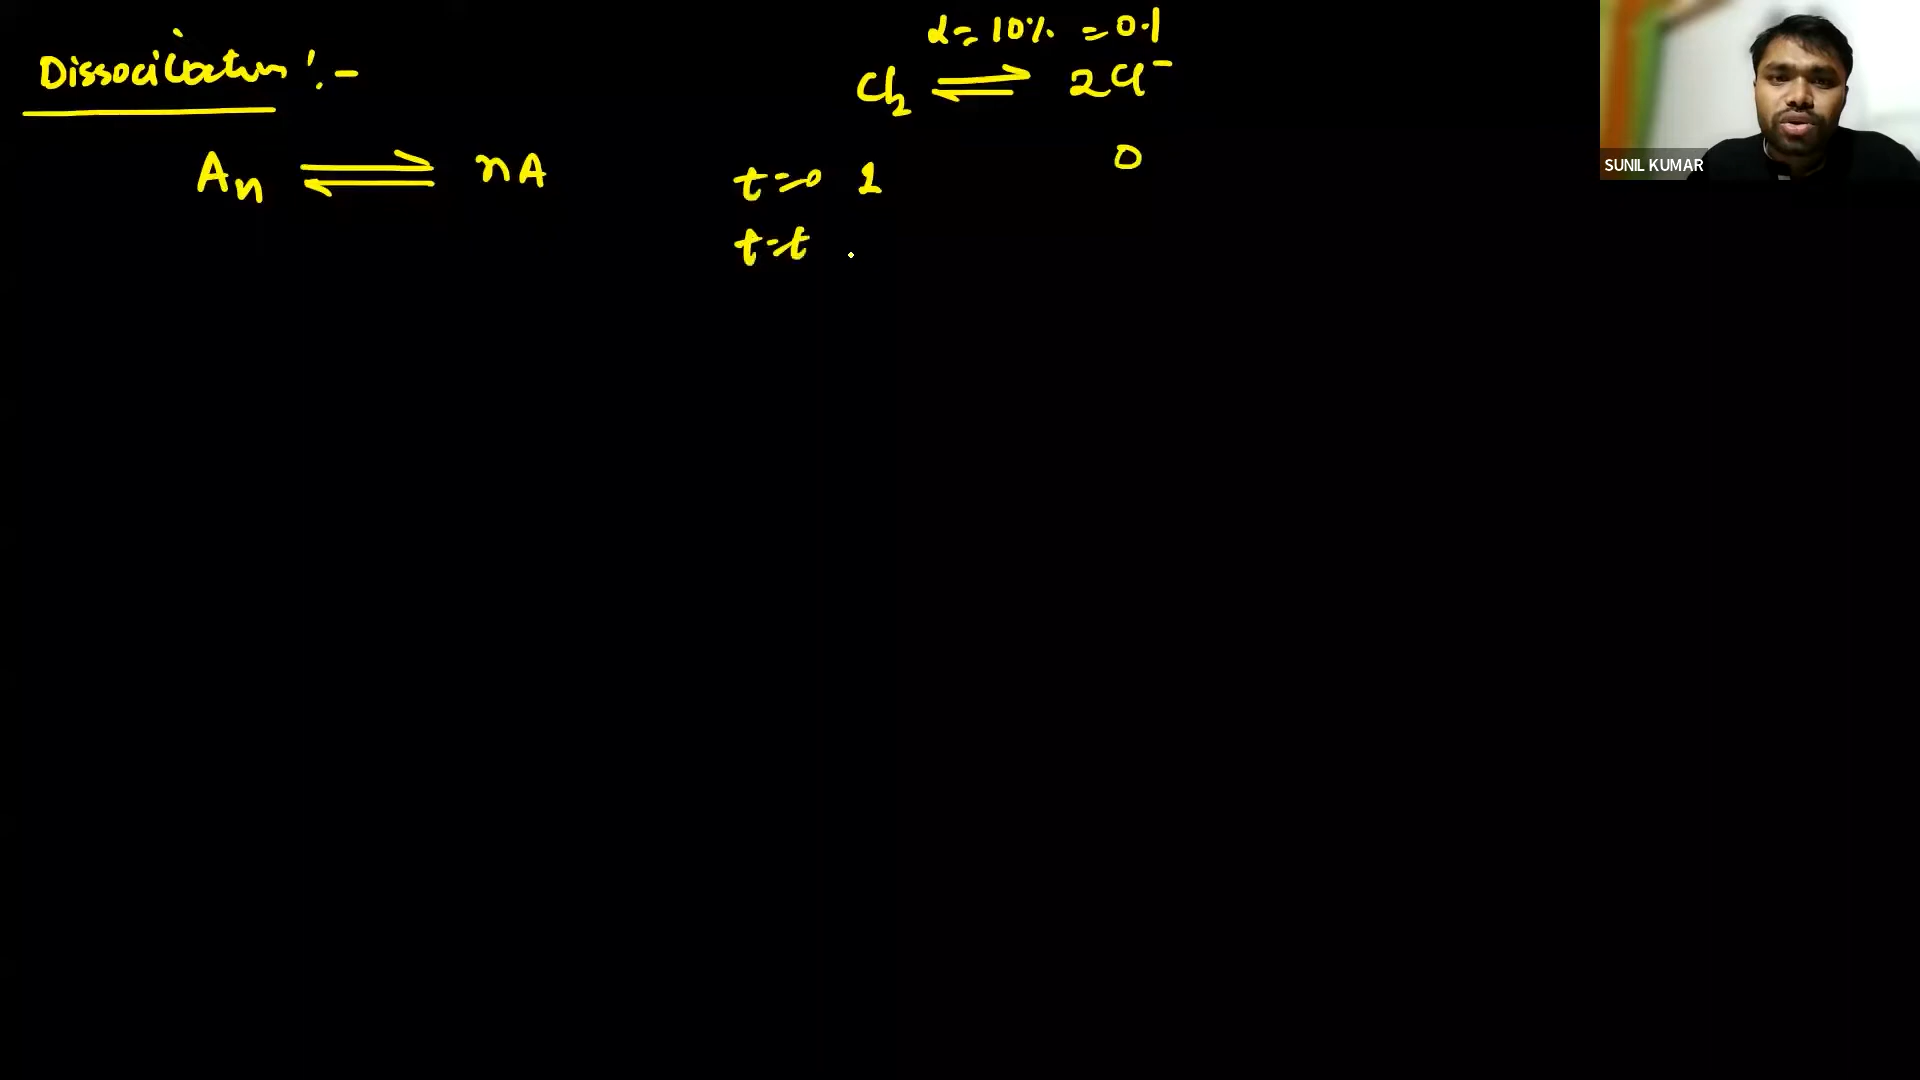 Dissociation :-
An ⇌ nA
α = 10% = 0.1
Cl2 ⇌ 2Cl⁻
t=0 1 0
t=t
SUNIL KUMAR